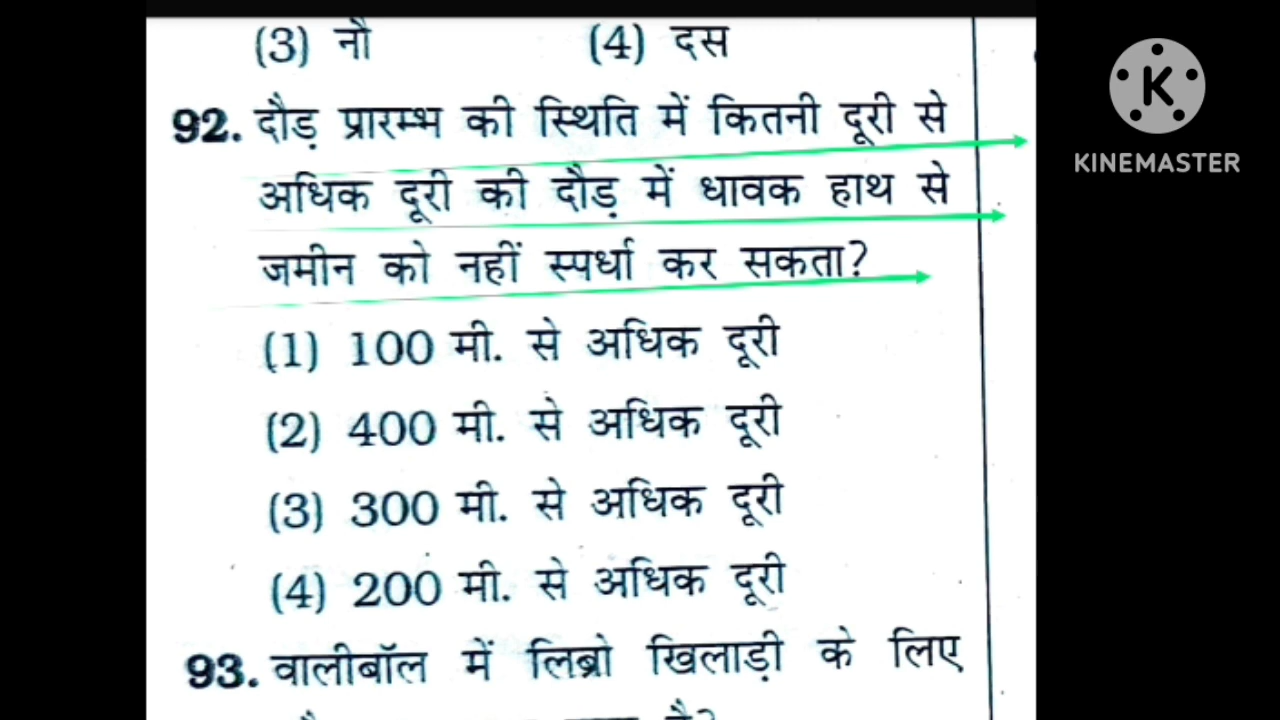 (3) नौ (4) दस
92. दौड़ प्रारम्भ की स्थिति में कितनी दूरी से
अधिक दूरी की दौड़ में धावक हाथ से
जमीन को नहीं स्पर्धा कर सकता?
(1) 100 मी. से अधिक दूरी
(2) 400 मी. से अधिक दूरी
(3) 300 मी. से अधिक दूरी
(4) 200 मी. से अधिक दूरी
93. वालीबॉल में लिब्रो खिलाड़ी के लिए
K
KINEMASTER